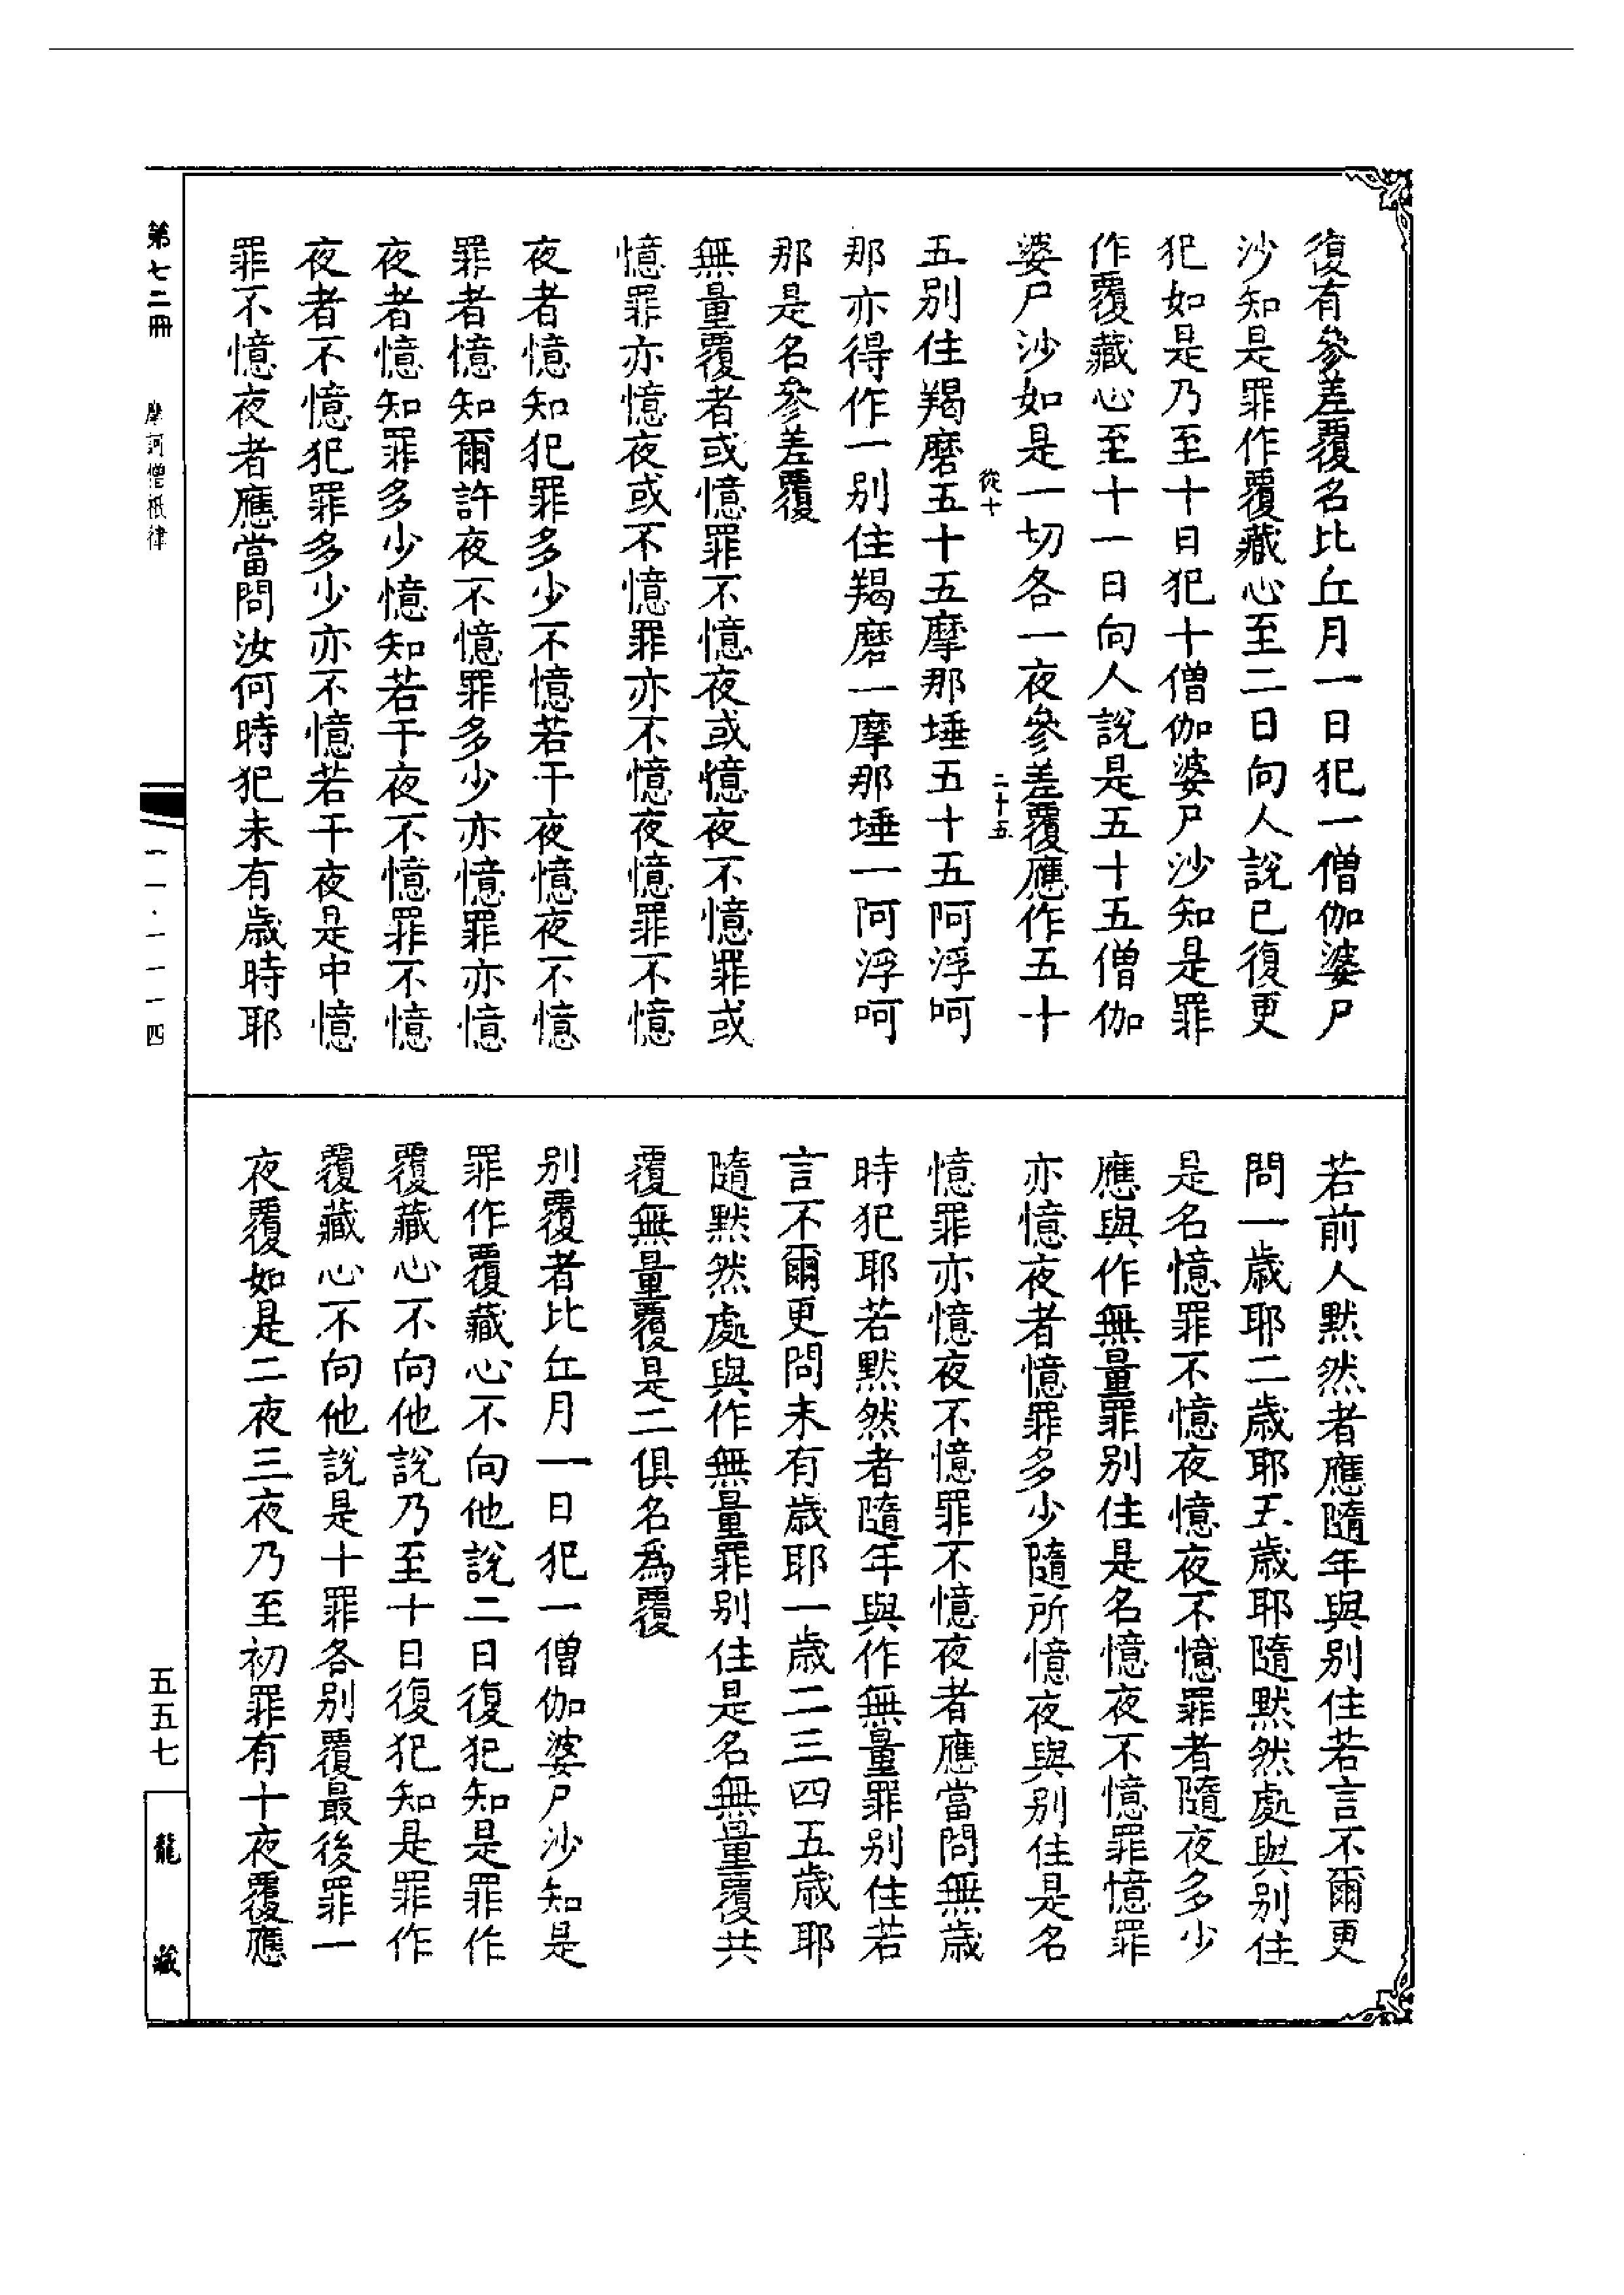 復有參差覆名比丘月一日犯一僧伽婆尸
沙知是罪作覆藏心至二日向人說已復更
犯如是乃至十日犯十僧伽婆尸沙知是罪
作覆藏心至十一日向人說是五十五僧伽
婆尸沙如是一切各一夜參差覆應作五十
從十
二十五
五別住羯磨五十五摩那埵五十五阿浮呵
那亦得作一別住羯磨一摩那埵一阿浮呵
那是名參差覆
無量覆者或憶罪不憶夜或憶夜不憶罪或
憶罪亦憶夜或不憶罪亦不憶夜憶罪不憶
夜者憶知犯罪多少不憶若干夜憶夜不憶
罪者憶知爾許夜不憶罪多少亦憶罪亦憶
夜者憶知罪多少憶知若干夜不憶罪不憶
夜者不憶犯罪多少亦不憶若干夜是中憶
罪不憶夜者應當問汝何時犯未有歲時耶
若前人默然者應隨年與別住若言不爾更
問一歲耶二歲耶五歲耶隨默然處與別住
是名憶罪不憶夜憶夜不憶罪者隨夜多少
應與作無量罪別住是名憶夜不憶罪憶罪
亦憶夜者憶罪多少隨所憶夜與別住是名
憶罪亦憶夜不憶罪不憶夜者應當問無歲
時犯耶若默然者隨年與作無量罪別住若
言不爾更問未有歲耶一歲二三四五歲耶
隨默然處與作無量罪別住是名無量覆共
覆無量覆是二俱名為覆
別覆者比丘月一日犯一僧伽婆尸沙知是
罪作覆藏心不向他說二日復犯知是罪作
覆藏心不向他說乃至十日復犯知是罪作
覆藏心不向他說是十罪各別覆最後罪一
夜覆如是二夜三夜乃至初罪有十夜覆應
第七二冊
摩訶僧祇律
一一·一一一四
五五七
龍藏